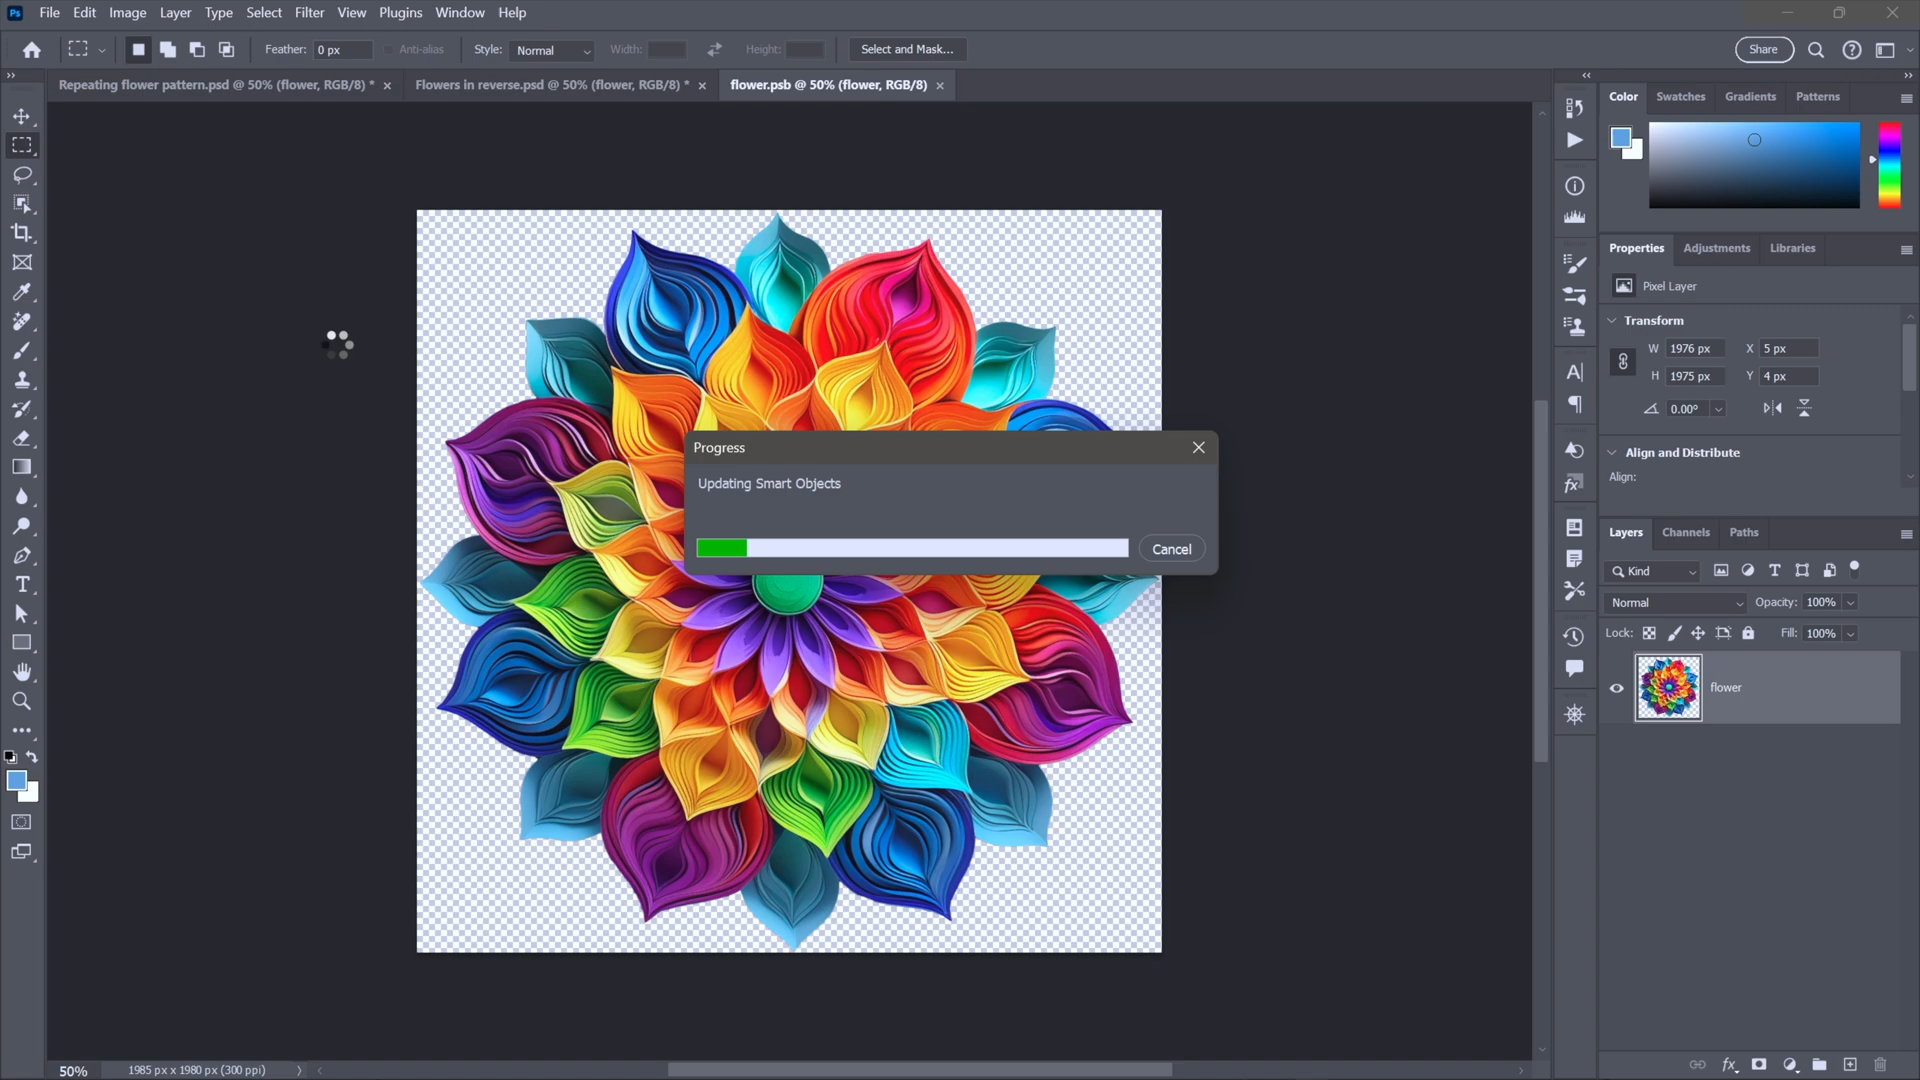 Ps File Edit Image Layer Type Select Filter View Plugins Window Help
Feather: 0 px Anti-alias Style: Normal Width: Height: Select and Mask... Share
Repeating flower pattern.psd @ 50% (flower, RGB/8) * Flowers in reverse.psd @ 50% (flower, RGB/8) * flower.psb @ 50% (flower, RGB/8)
Color Swatches Gradients Patterns
Properties Adjustments Libraries
Pixel Layer
Transform
W 1976 px X 5 px
H 1975 px Y 4 px
0.00°
Align and Distribute
Align:
Progress
Updating Smart Objects
Cancel
Layers Channels Paths
Kind
Normal Opacity: 100%
Lock: Fill: 100%
flower
50% 1985 px x 1980 px (300 ppi)